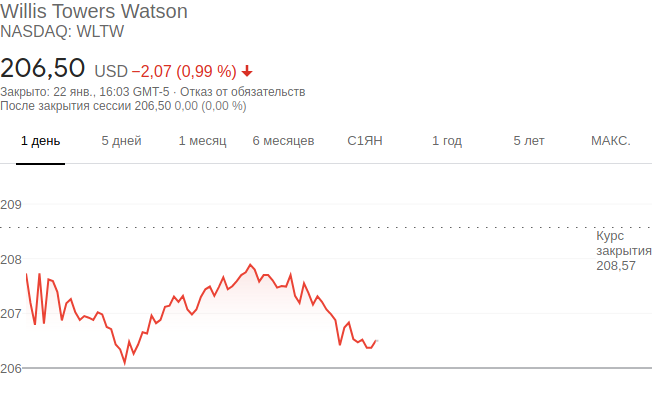 Willis Towers Watson
NASDAQ: WLTW
206,50 USD −2,07 (0,99 %)
Закрыто: 22 янв., 16:03 GMT-5 · Отказ от обязательств
После закрытия сессии 206,50 0,00 (0,00 %)
1 день 5 дней 1 месяц 6 месяцев С1ЯН 1 год 5 лет МАКС.
209
Курс
закрытия
208,57
208
207
206